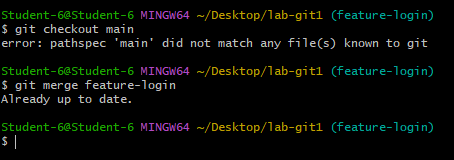 Student-6@Student-6 MINGW64 ~/Desktop/lab-git1 (feature-login)
$ git checkout main
error: pathspec 'main' did not match any file(s) known to git
Student-6@Student-6 MINGW64 ~/Desktop/lab-git1 (feature-login)
$ git merge feature-login
Already up to date.
Student-6@Student-6 MINGW64 ~/Desktop/lab-git1 (feature-login)
$